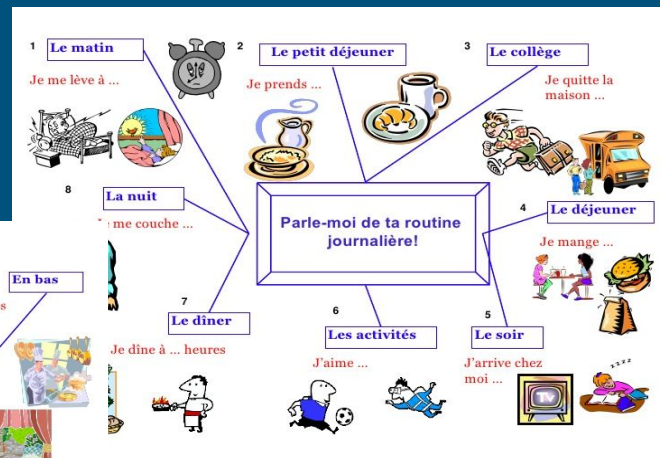 1 Le matin
Je me lève à ...
2 Le petit déjeuner
Je prends ...
3 Le collège
Je quitte la
maison ...
8
La nuit
me couche ...
Parle-moi de ta routine
journalière!
4
Le déjeuner
Je mange ...
En bas
s
7
Le dîner
Je dîne à ... heures
6
Les activités
J'aime ...
5
Le soir
J'arrive chez
moi ...
TV
zzzz